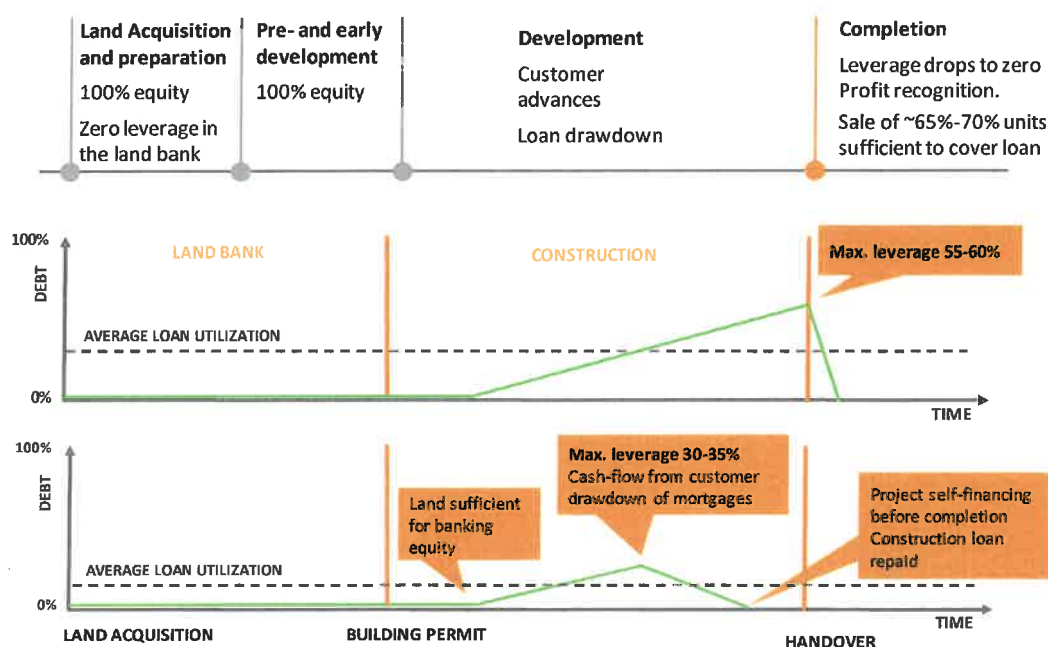 Land Acquisition
and preparation
100% equity
Zero leverage in
the land bank
Pre- and early
development
100% equity
Development
Customer
advances
Loan drawdown
Completion
Leverage drops to zero
Profit recognition.
Sale of ~65%-70% units
sufficient to cover loan
100%
DEBT
LAND BANK
CONSTRUCTION
Max. leverage 55-60%
AVERAGE LOAN UTILIZATION
0%
TIME
100%
DEBT
Max. leverage 30-35%
Cash-flow from customer
drawdown of mortgages
Land sufficient
for banking
equity
Project self-financing
before completion
Construction loan
repaid
AVERAGE LOAN UTILIZATION
0%
TIME
LAND ACQUISITION
BUILDING PERMIT
HANDOVER